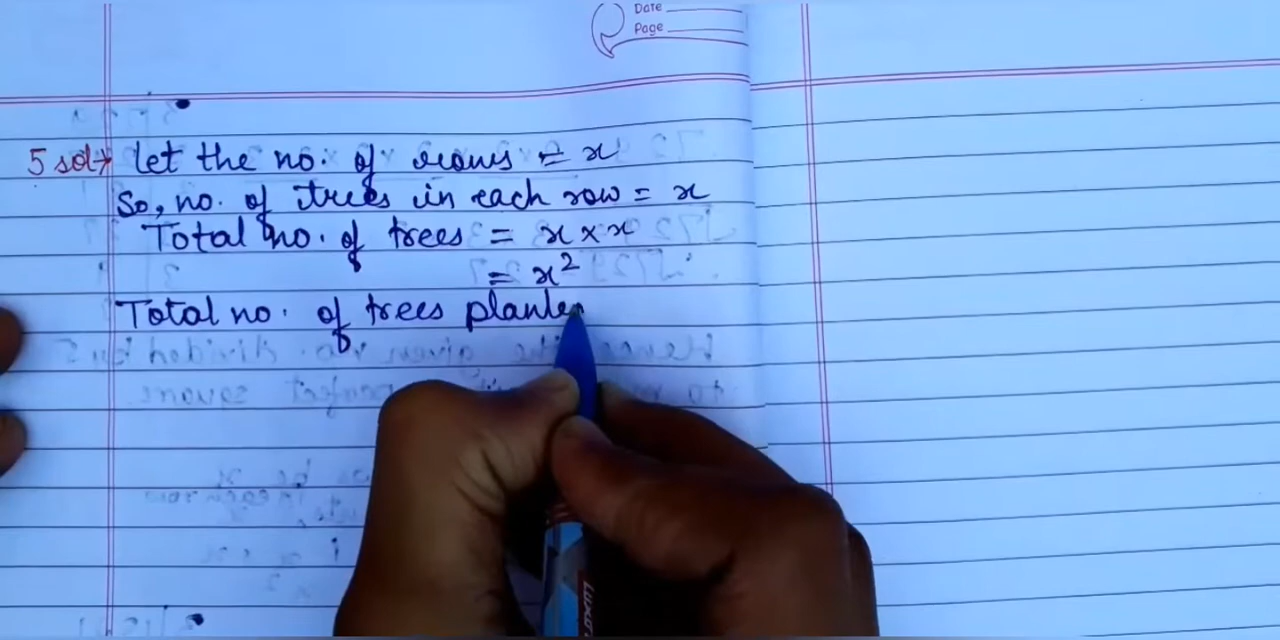 Date
Page
5 sol→ let the no. of rows = x
So, no. of trees in each row = x
Total no. of trees = x × x
= x²
Total no. of trees plante